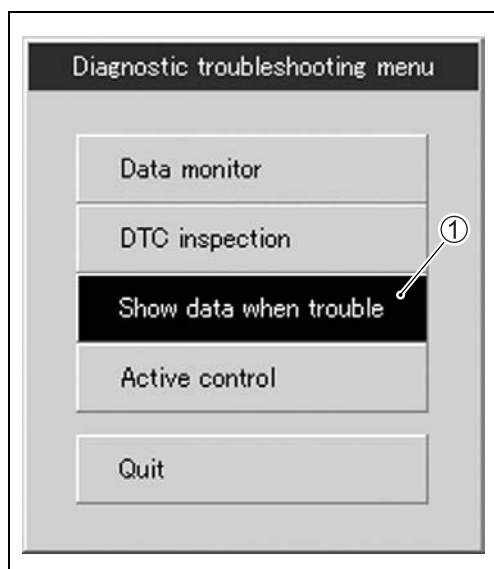 Diagnostic troubleshooting menu
Data monitor
DTC inspection
1
Show data when trouble
Active control
Quit